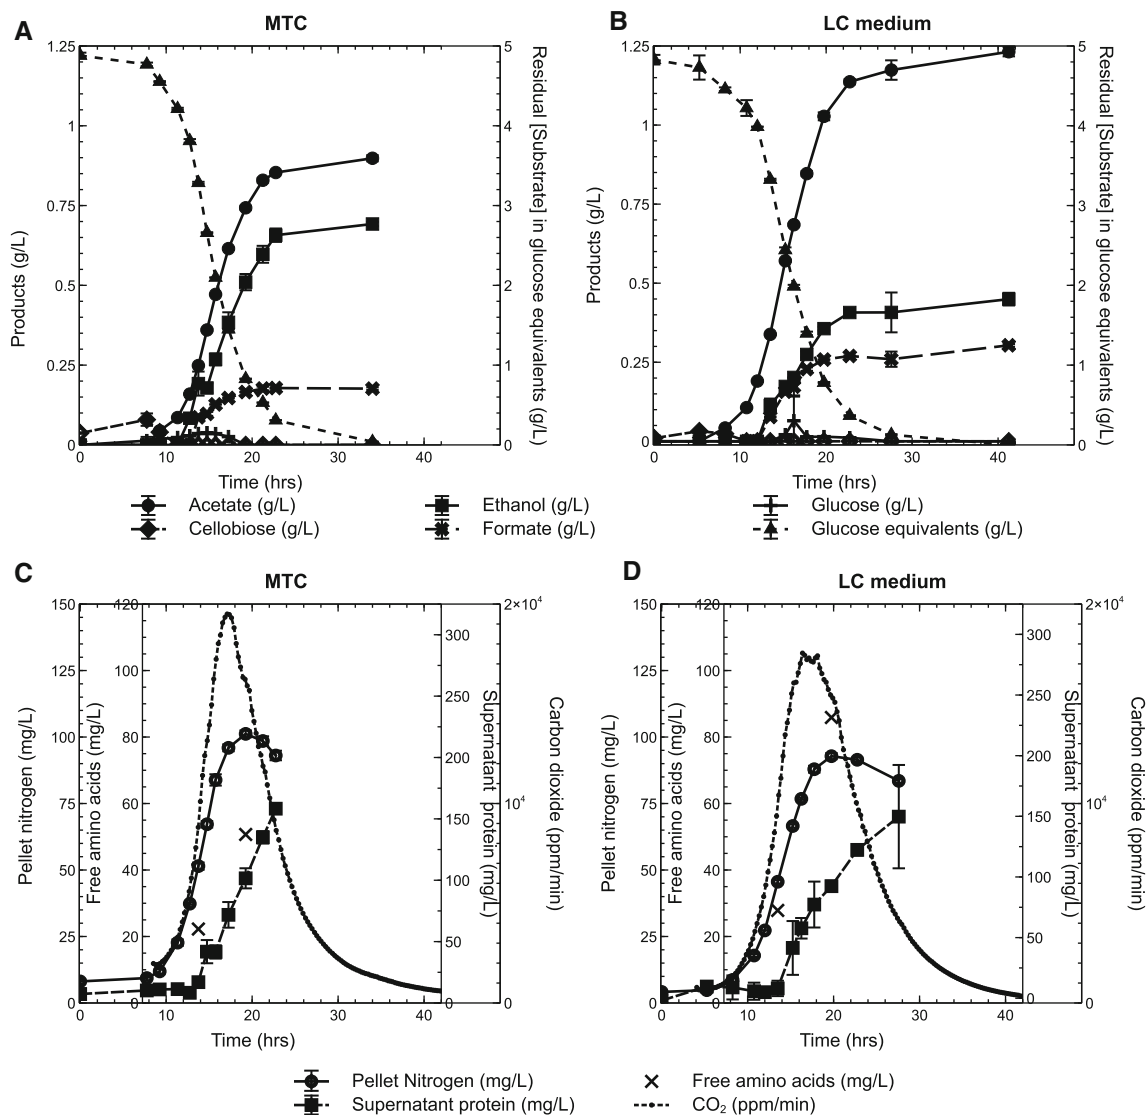 A
MTC
B
LC medium
1.25
1
0.75
0.5
0.25
0
Products (g/L)
5
4
3
2
1
0
Residual [Substrate] in glucose equivalents (g/L)
0
10
20
30
40
Time (hrs)
1.25
1
0.75
0.5
0.25
0
Products (g/L)
5
4
3
2
1
0
Residual [Substrate] in glucose equivalents (g/L)
0
10
20
30
40
Time (hrs)
Acetate (g/L)
Ethanol (g/L)
Glucose (g/L)
Cellobiose (g/L)
Formate (g/L)
Glucose equivalents (g/L)
C
MTC
D
LC medium
150
125
100
75
50
25
0
Pellet nitrogen (mg/L)
120
100
80
60
40
20
0
Free amino acids (mg/L)
300
250
200
150
100
50
0
Supernatant protein (mg/L)
2×10⁴
10⁴
0
Carbon dioxide (ppm/min)
0
10
20
30
40
Time (hrs)
150
125
100
75
50
25
0
Pellet nitrogen (mg/L)
120
100
80
60
40
20
0
Free amino acids (mg/L)
300
250
200
150
100
50
0
Supernatant protein (mg/L)
2×10⁴
10⁴
0
Carbon dioxide (ppm/min)
0
10
20
30
40
Time (hrs)
Pellet Nitrogen (mg/L)
Free amino acids (mg/L)
Supernatant protein (mg/L)
CO₂ (ppm/min)